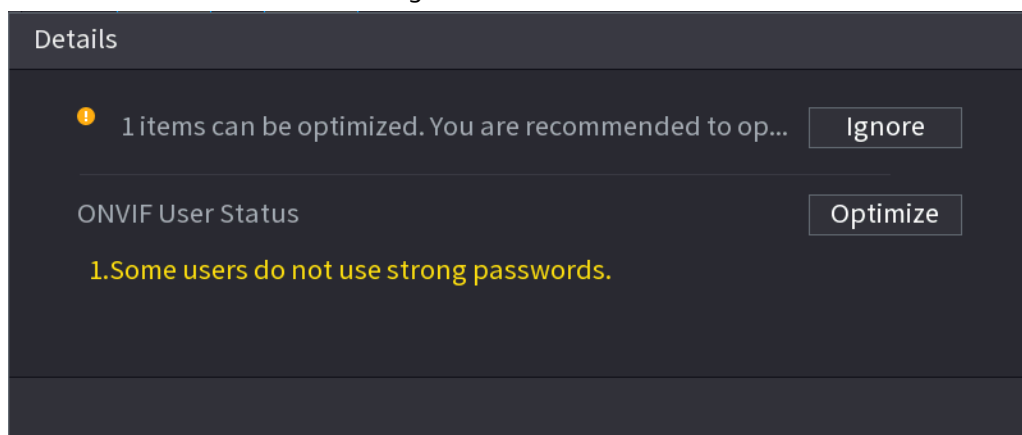 Details
1 items can be optimized. You are recommended to op...
Ignore
ONVIF User Status
Optimize
1.Some users do not use strong passwords.